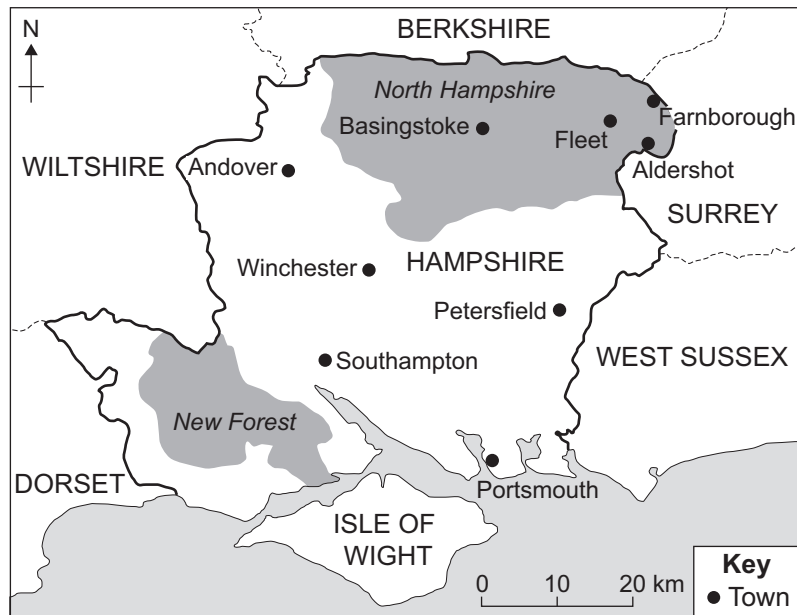 N
BERKSHIRE
North Hampshire
Basingstoke
Fleet
Farnborough
Aldershot
WILTSHIRE
Andover
SURREY
Winchester
HAMPSHIRE
Petersfield
Southampton
WEST SUSSEX
New Forest
DORSET
Portsmouth
ISLE OF
WIGHT
0 10 20 km
Key
Town